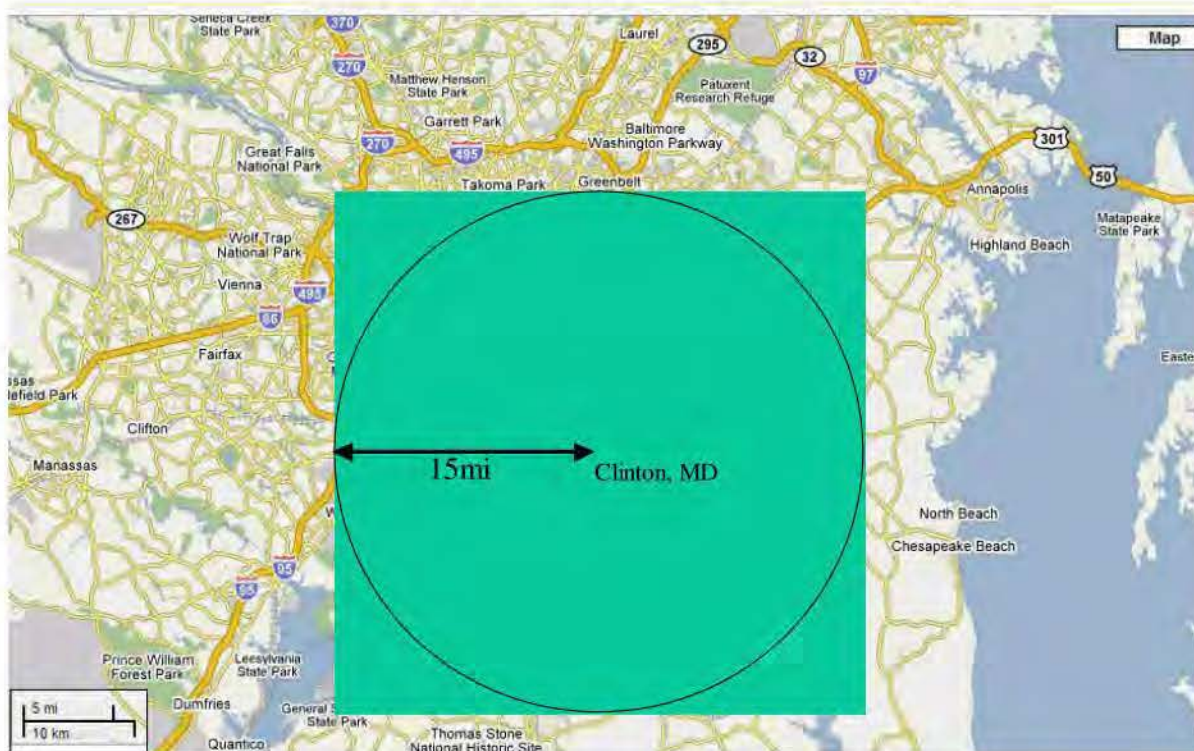 Seneca Creek
State Park
370
270
Laurel
295
32
Map
97
Matthew Henson
State Park
Patuxent
Research Refuge
Garrett Park
Baltimore
Washington Parkway
270
495
301
Great Falls
National Park
Takoma Park
Greenbelt
50
Annapolis
267
Matapeake
State Park
Wolf Trap
National Park
Highland Beach
Vienna
495
66
Fairfax
Easte
ssas
lefield Park
Clifton
15mi
Clinton, MD
Manassas
W
North Beach
Chesapeake Beach
95
95
Prince William
Forest Park
Leesylvania
State Park
5 mi
10 km
Dumfries
General S
State Park
Quantico
Thomas Stone
National Historic Site